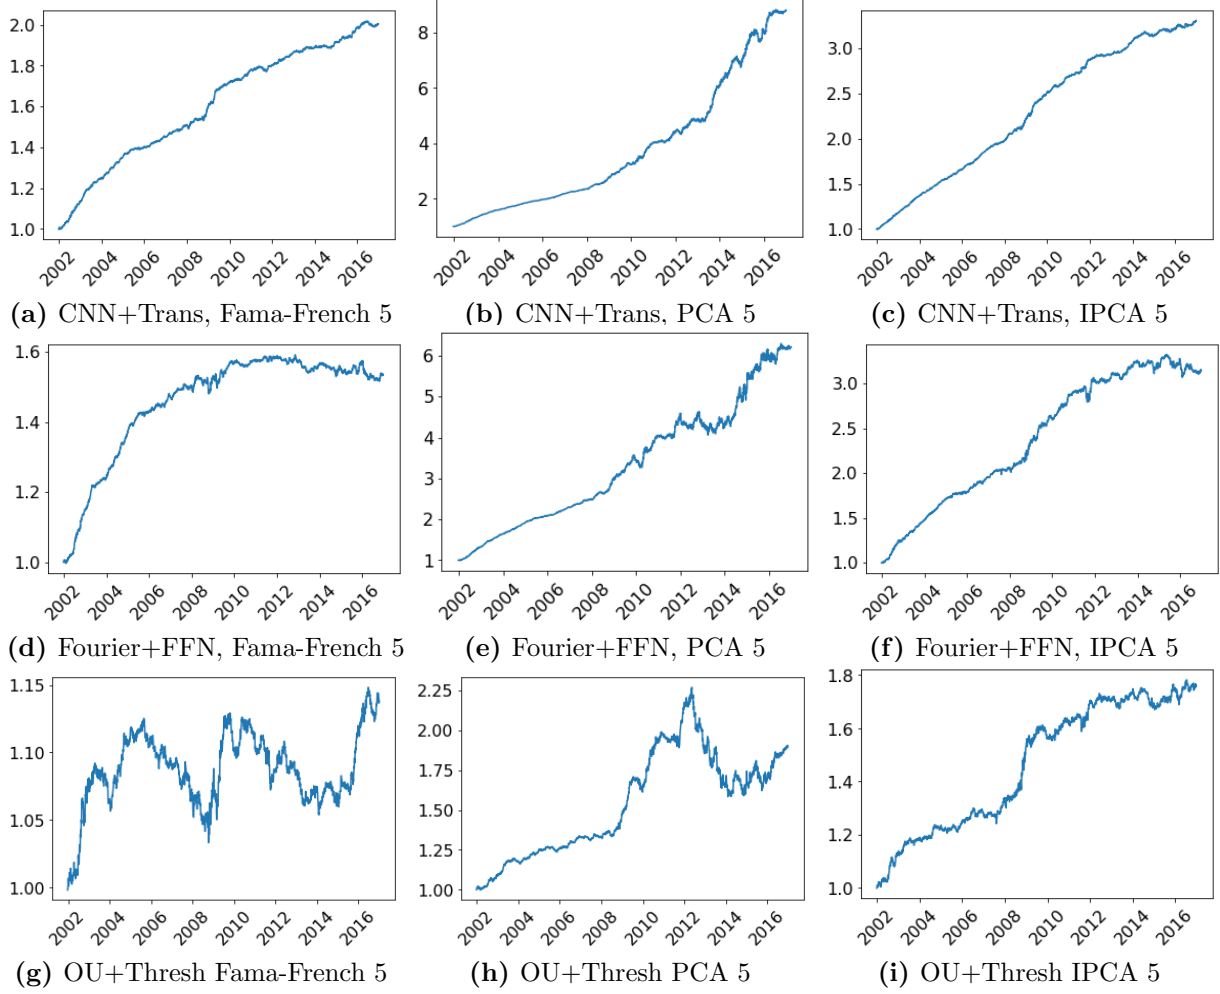 2.0
1.8
1.6
1.4
1.2
1.0
2002 2004 2006 2008 2010 2012 2014 2016
8
6
4
2
2002 2004 2006 2008 2010 2012 2014 2016
3.0
2.5
2.0
1.5
1.0
2002 2004 2006 2008 2010 2012 2014 2016
(a) CNN+Trans, Fama-French 5
(b) CNN+Trans, PCA 5
(c) CNN+Trans, IPCA 5
1.6
1.4
1.2
1.0
2002 2004 2006 2008 2010 2012 2014 2016
6
5
4
3
2
1
2002 2004 2006 2008 2010 2012 2014 2016
3.0
2.5
2.0
1.5
1.0
2002 2004 2006 2008 2010 2012 2014 2016
(d) Fourier+FFN, Fama-French 5
(e) Fourier+FFN, PCA 5
(f) Fourier+FFN, IPCA 5
1.15
1.10
1.05
1.00
2002 2004 2006 2008 2010 2012 2014 2016
2.25
2.00
1.75
1.50
1.25
1.00
2002 2004 2006 2008 2010 2012 2014 2016
1.8
1.6
1.4
1.2
1.0
2002 2004 2006 2008 2010 2012 2014 2016
(g) OU+Thresh Fama-French 5
(h) OU+Thresh PCA 5
(i) OU+Thresh IPCA 5